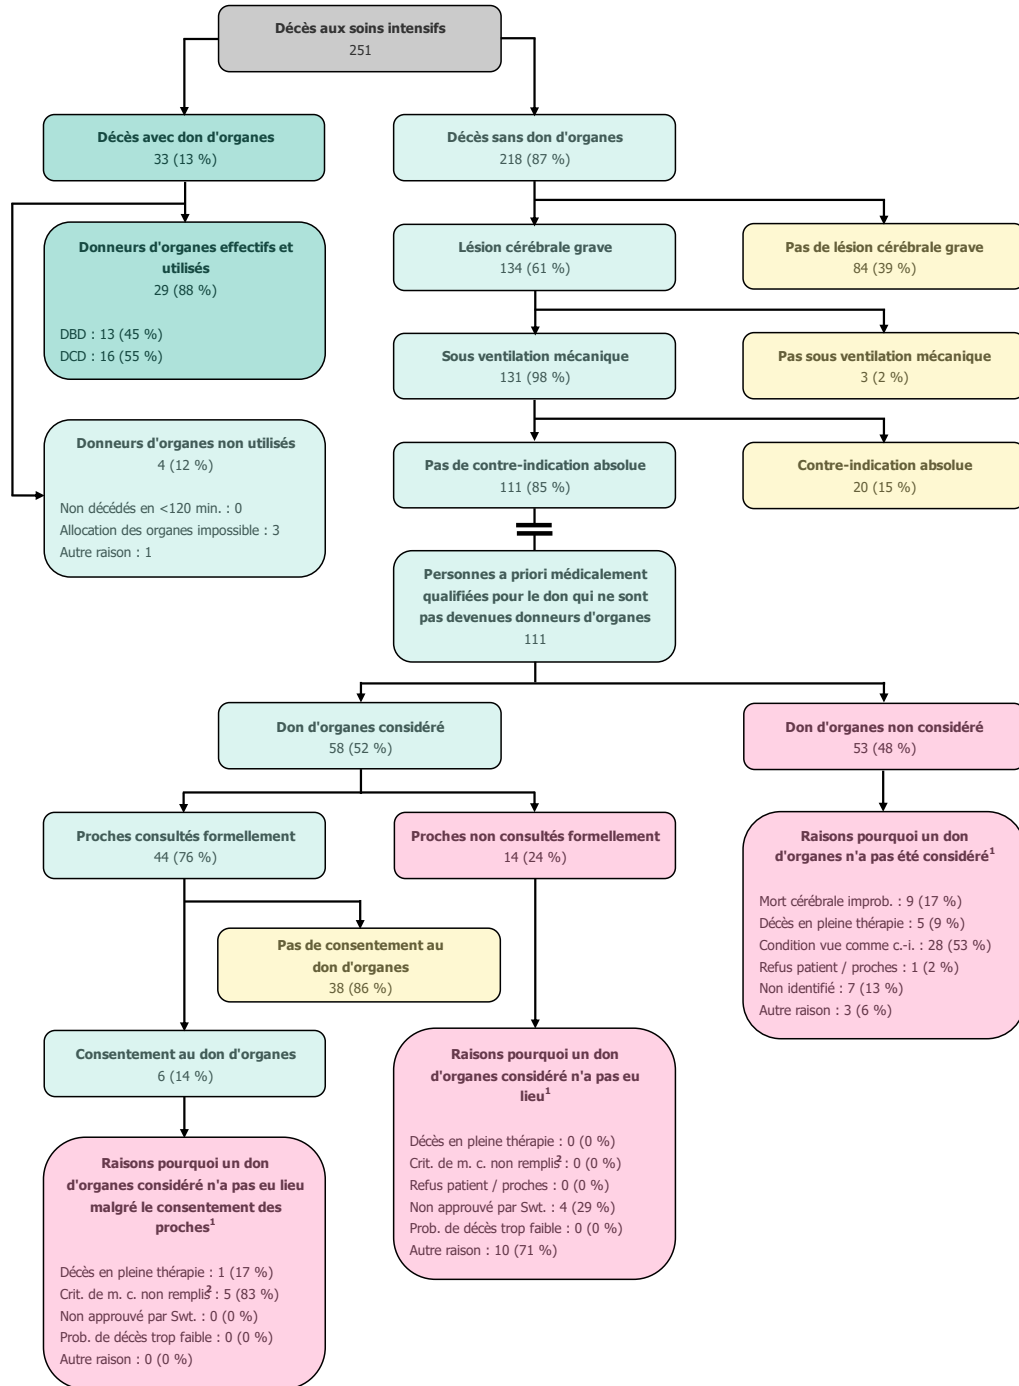 Décès aux soins intensifs
251
Décès avec don d'organes
33 (13 %)
Décès sans don d'organes
218 (87 %)
Donneurs d'organes effectifs et
utilisés
29 (88 %)
DBD : 13 (45 %)
DCD : 16 (55 %)
Lésion cérébrale grave
134 (61 %)
Pas de lésion cérébrale grave
84 (39 %)
Sous ventilation mécanique
131 (98 %)
Pas sous ventilation mécanique
3 (2 %)
Donneurs d'organes non utilisés
4 (12 %)
Non décédés en <120 min. : 0
Allocation des organes impossible : 3
Autre raison : 1
Pas de contre-indication absolue
111 (85 %)
Contre-indication absolue
20 (15 %)
Personnes a priori médicalement
qualifiées pour le don qui ne sont
pas devenues donneurs d'organes
111
Don d'organes considéré
58 (52 %)
Don d'organes non considéré
53 (48 %)
Proches consultés formellement
44 (76 %)
Proches non consultés formellement
14 (24 %)
Raisons pourquoi un don
d'organes n'a pas été considéré¹
Mort cérébrale improb. : 9 (17 %)
Décès en pleine thérapie : 5 (9 %)
Condition vue comme c.-i. : 28 (53 %)
Refus patient / proches : 1 (2 %)
Non identifié : 7 (13 %)
Autre raison : 3 (6 %)
Pas de consentement au
don d'organes
38 (86 %)
Consentement au don d'organes
6 (14 %)
Raisons pourquoi un don
d'organes considéré n'a pas eu
lieu¹
Décès en pleine thérapie : 0 (0 %)
Crit. de m. c. non remplis² : 0 (0 %)
Refus patient / proches : 0 (0 %)
Non approuvé par Swt. : 4 (29 %)
Prob. de décès trop faible : 0 (0 %)
Autre raison : 10 (71 %)
Raisons pourquoi un don
d'organes considéré n'a pas eu lieu
malgré le consentement des
proches¹
Décès en pleine thérapie : 1 (17 %)
Crit. de m. c. non remplis² : 5 (83 %)
Non approuvé par Swt. : 0 (0 %)
Prob. de décès trop faible : 0 (0 %)
Autre raison : 0 (0 %)